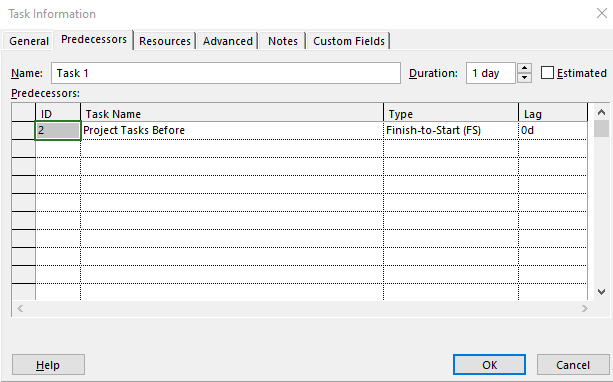 Task Information
General Predecessors Resources Advanced Notes Custom Fields
Name: Task 1 Duration: 1 day Estimated
Predecessors:
ID Task Name Type Lag
2 Project Tasks Before Finish-to-Start (FS) 0d
Help OK Cancel